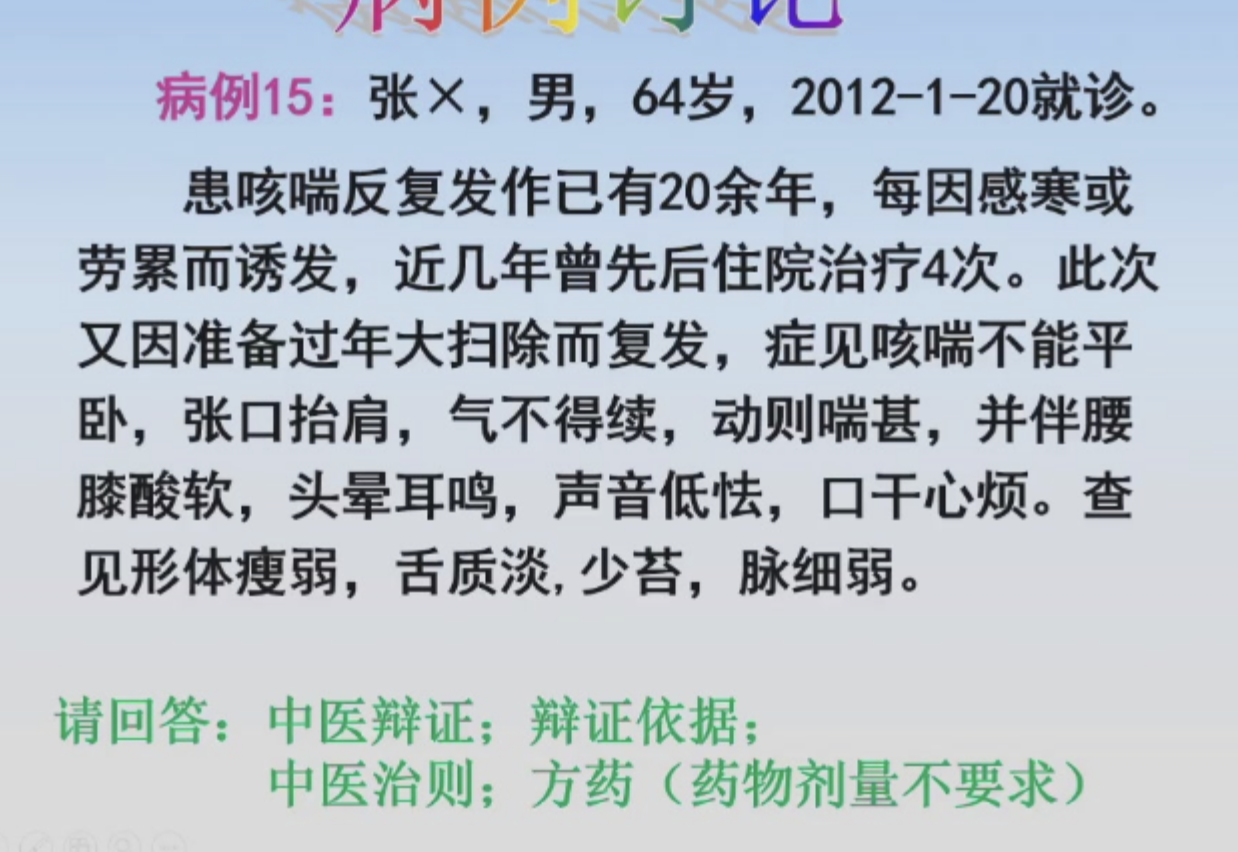 病例讨论
病例15：张×，男，64岁，2012-1-20就诊。
患咳喘反复发作已有20余年，每因感寒或
劳累而诱发，近几年曾先后住院治疗4次。此次
又因准备过年大扫除而复发，症见咳喘不能平
卧，张口抬肩，气不得续，动则喘甚，并伴腰
膝酸软，头晕耳鸣，声音低怯，口干心烦。查
见形体瘦弱，舌质淡,少苔，脉细弱。
请回答：中医辩证；辩证依据；
中医治则；方药（药物剂量不要求）